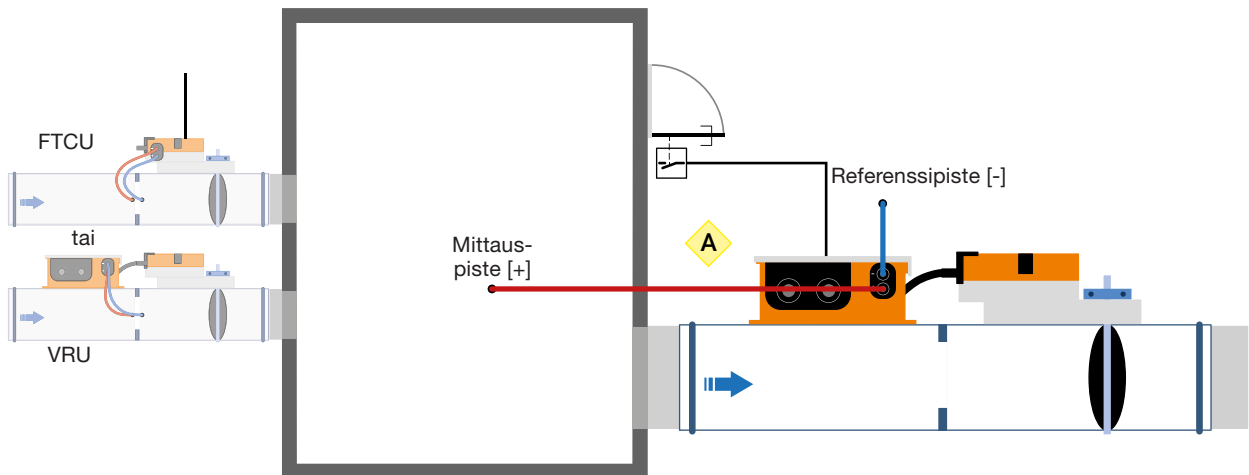 FTCU
tai
VRU
Mittaus-
piste [+]
A
Referenssipiste [-]